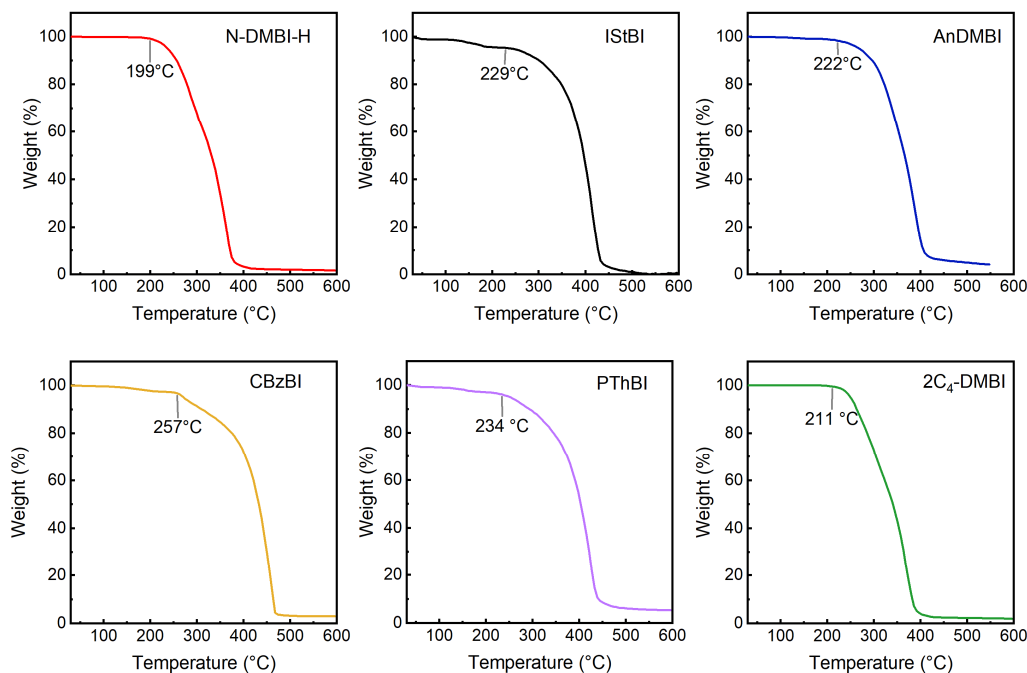 N-DMBI-H
199°C
Weight (%)
100
80
60
40
20
0
100 200 300 400 500 600
Temperature (°C)
IStBI
229°C
Weight (%)
100
80
60
40
20
0
100 200 300 400 500 600
Temperature (°C)
AnDMBI
222°C
Weight (%)
100
80
60
40
20
0
100 200 300 400 500 600
Temperature (°C)
CBzBI
257°C
Weight (%)
100
80
60
40
20
0
100 200 300 400 500 600
Temperature (°C)
PThBI
234 °C
Weight (%)
100
80
60
40
20
0
100 200 300 400 500 600
Temperature (°C)
2C₄-DMBI
211 °C
Weight (%)
100
80
60
40
20
0
100 200 300 400 500 600
Temperature (°C)